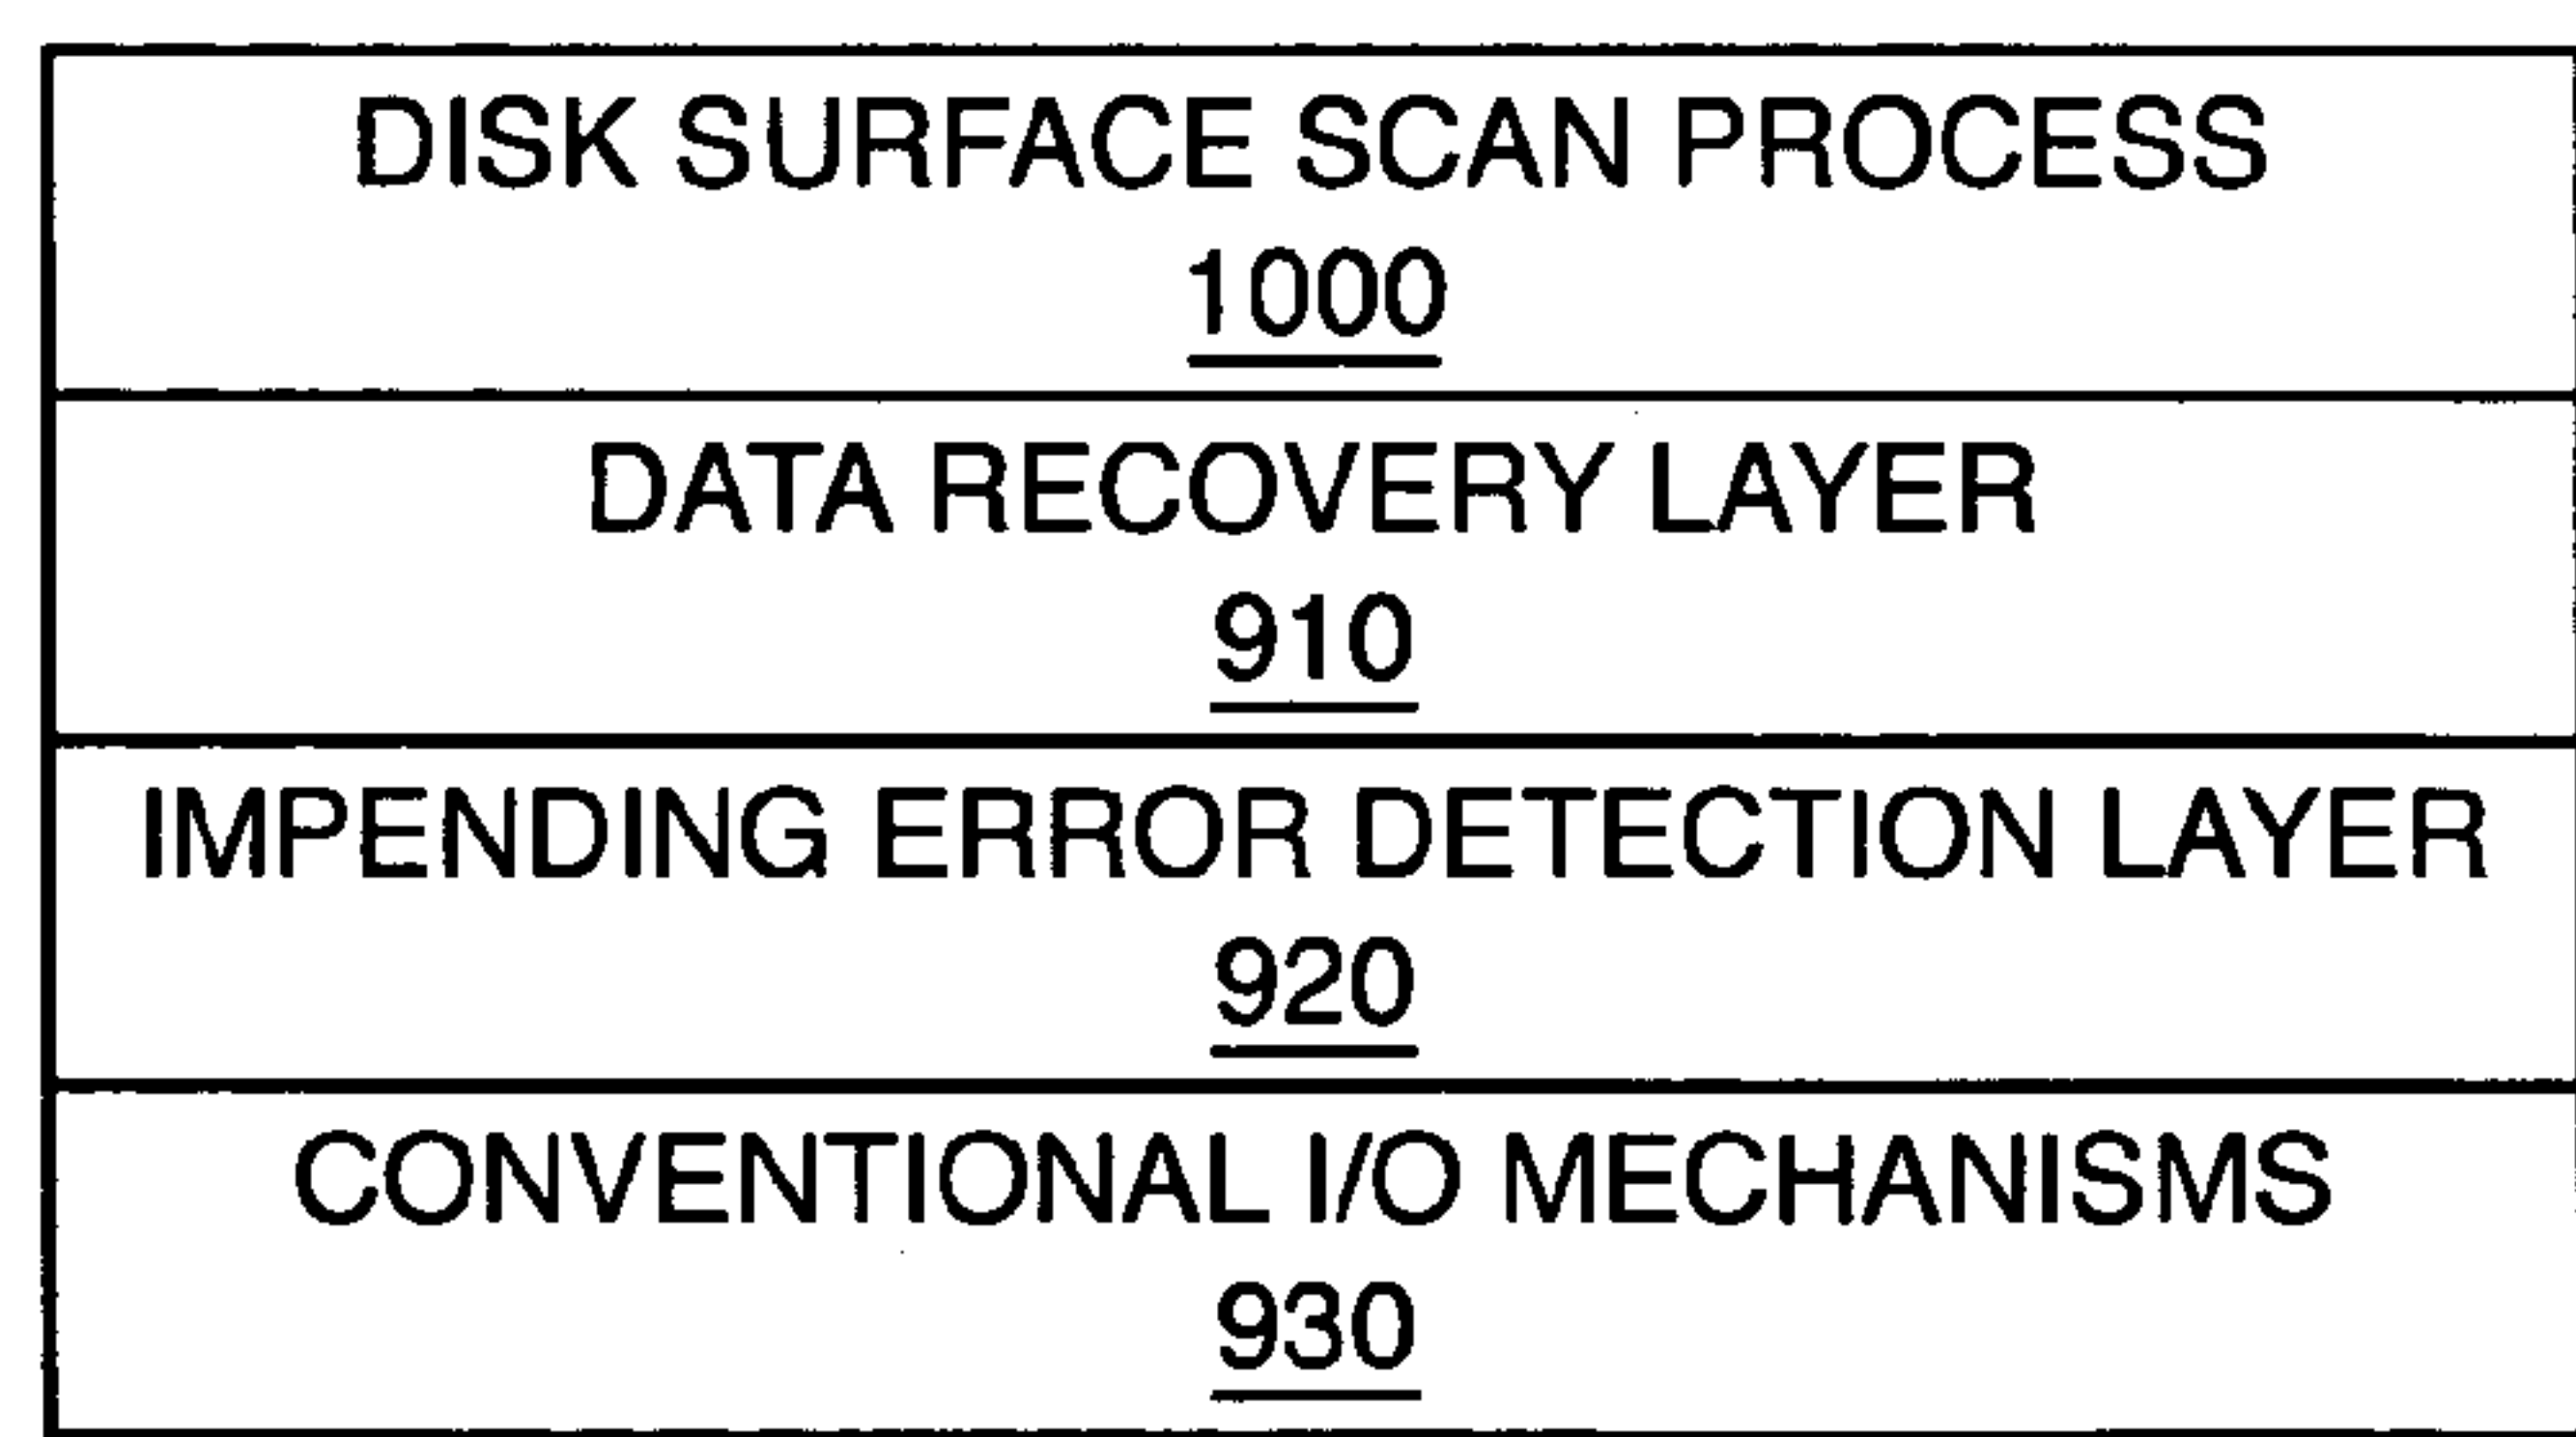 DISK SURFACE SCAN PROCESS
1000
DATA RECOVERY LAYER
910
IMPENDING ERROR DETECTION LAYER
920
CONVENTIONAL I/O MECHANISMS
930